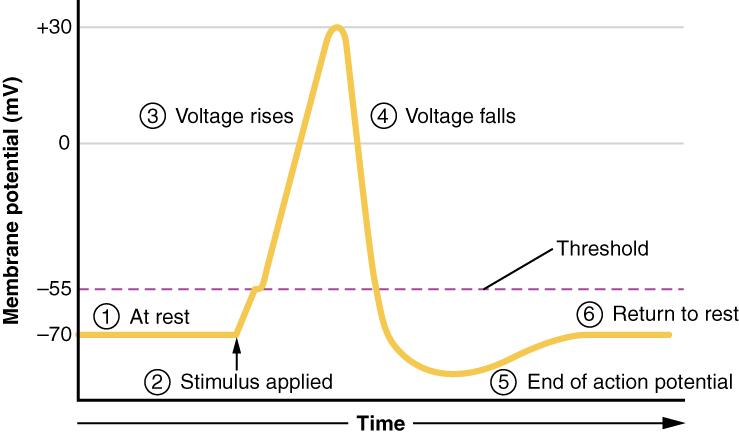 +30
③ Voltage rises
④ Voltage falls
0
Membrane potential (mV)
Threshold
–55
① At rest
⑥ Return to rest
–70
② Stimulus applied
⑤ End of action potential
Time